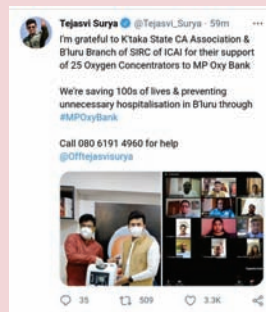 Tejasvi Surya @Tejasvi_Surya · 59m
I'm grateful to K'taka State CA Association &
B'luru Branch of SIRC of ICAI for their support
of 25 Oxygen Concentrators to MP Oxy Bank
We're saving 100s of lives & preventing
unnecessary hospitalisation in B'luru through
#MPOxyBank
Call 080 6191 4960 for help
@Offtejasvisurya
35 509 3.3K